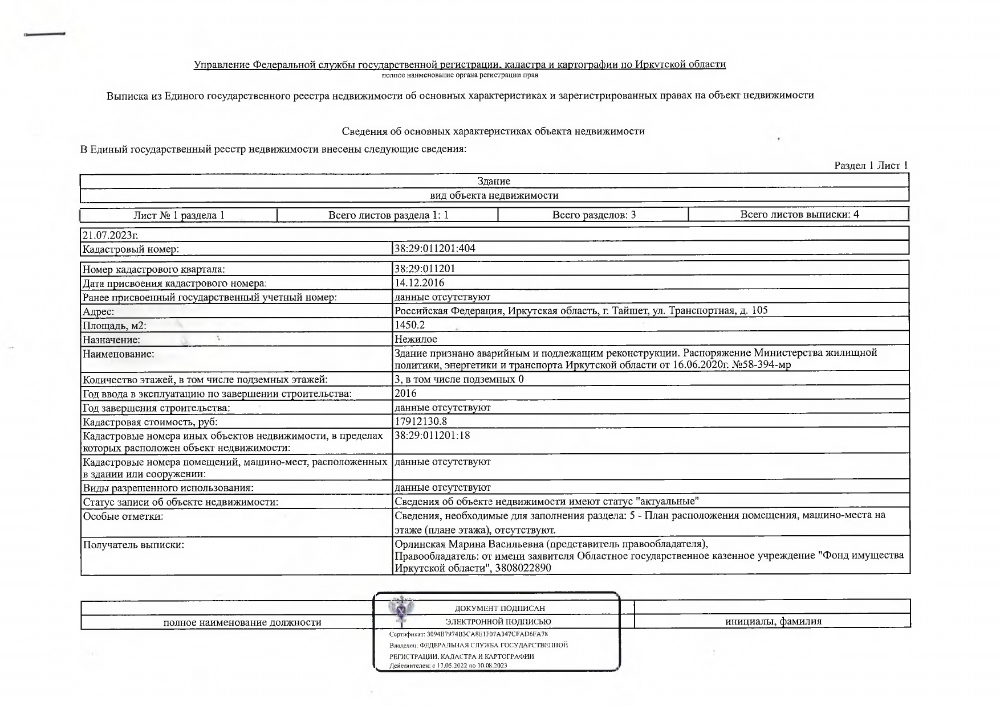 Управление Федеральной службы государственной регистрации, кадастра и картографии по Иркутской области
полное наименование органа регистрации прав
Выписка из Единого государственного реестра недвижимости об основных характеристиках и зарегистрированных правах на объект недвижимости
Сведения об основных характеристиках объекта недвижимости
В Единый государственный реестр недвижимости внесены следующие сведения:
Раздел 1 Лист 1
Здание
вид объекта недвижимости
Лист № 1 раздела 1 Всего листов раздела 1: 1 Всего разделов: 3 Всего листов выписки: 4
21.07.2023г.
Кадастровый номер: 38:29:011201:404
Номер кадастрового квартала: 38:29:011201
Дата присвоения кадастрового номера: 14.12.2016
Ранее присвоенный государственный учетный номер: данные отсутствуют
Адрес: Российская Федерация, Иркутская область, г. Тайшет, ул. Транспортная, д. 105
Площадь, м2: 1450.2
Назначение: Нежилое
Наименование: Здание признано аварийным и подлежащим реконструкции. Распоряжение Министерства жилищной
политики, энергетики и транспорта Иркутской области от 16.06.2020г. №58-394-мр
Количество этажей, в том числе подземных этажей: 3, в том числе подземных 0
Год ввода в эксплуатацию по завершении строительства: 2016
Год завершения строительства: данные отсутствуют
Кадастровая стоимость, руб: 17912130.8
Кадастровые номера иных объектов недвижимости, в пределах 38:29:011201:18
которых расположен объект недвижимости:
Кадастровые номера помещений, машино-мест, расположенных данные отсутствуют
в здании или сооружении:
Виды разрешенного использования: данные отсутствуют
Статус записи об объекте недвижимости: Сведения об объекте недвижимости имеют статус "актуальные"
Особые отметки: Сведения, необходимые для заполнения раздела: 5 - План расположения помещения, машино-места на
этаже (плане этажа), отсутствуют.
Получатель выписки: Орлинская Марина Васильевна (представитель правообладателя),
Правообладатель: от имени заявителя Областное государственное казенное учреждение "Фонд имущества
Иркутской области", 3808022890
ДОКУМЕНТ ПОДПИСАН
полное наименование должности ЭЛЕКТРОННОЙ ПОДПИСЬЮ инициалы, фамилия
Сертификат: 3094B7974B3CA8E1F07A347CFAD6FA78
Владелец: ФЕДЕРАЛЬНАЯ СЛУЖБА ГОСУДАРСТВЕННОЙ
РЕГИСТРАЦИИ, КАДАСТРА И КАРТОГРАФИИ
Действителен: с 17.05.2022 по 10.08.2023